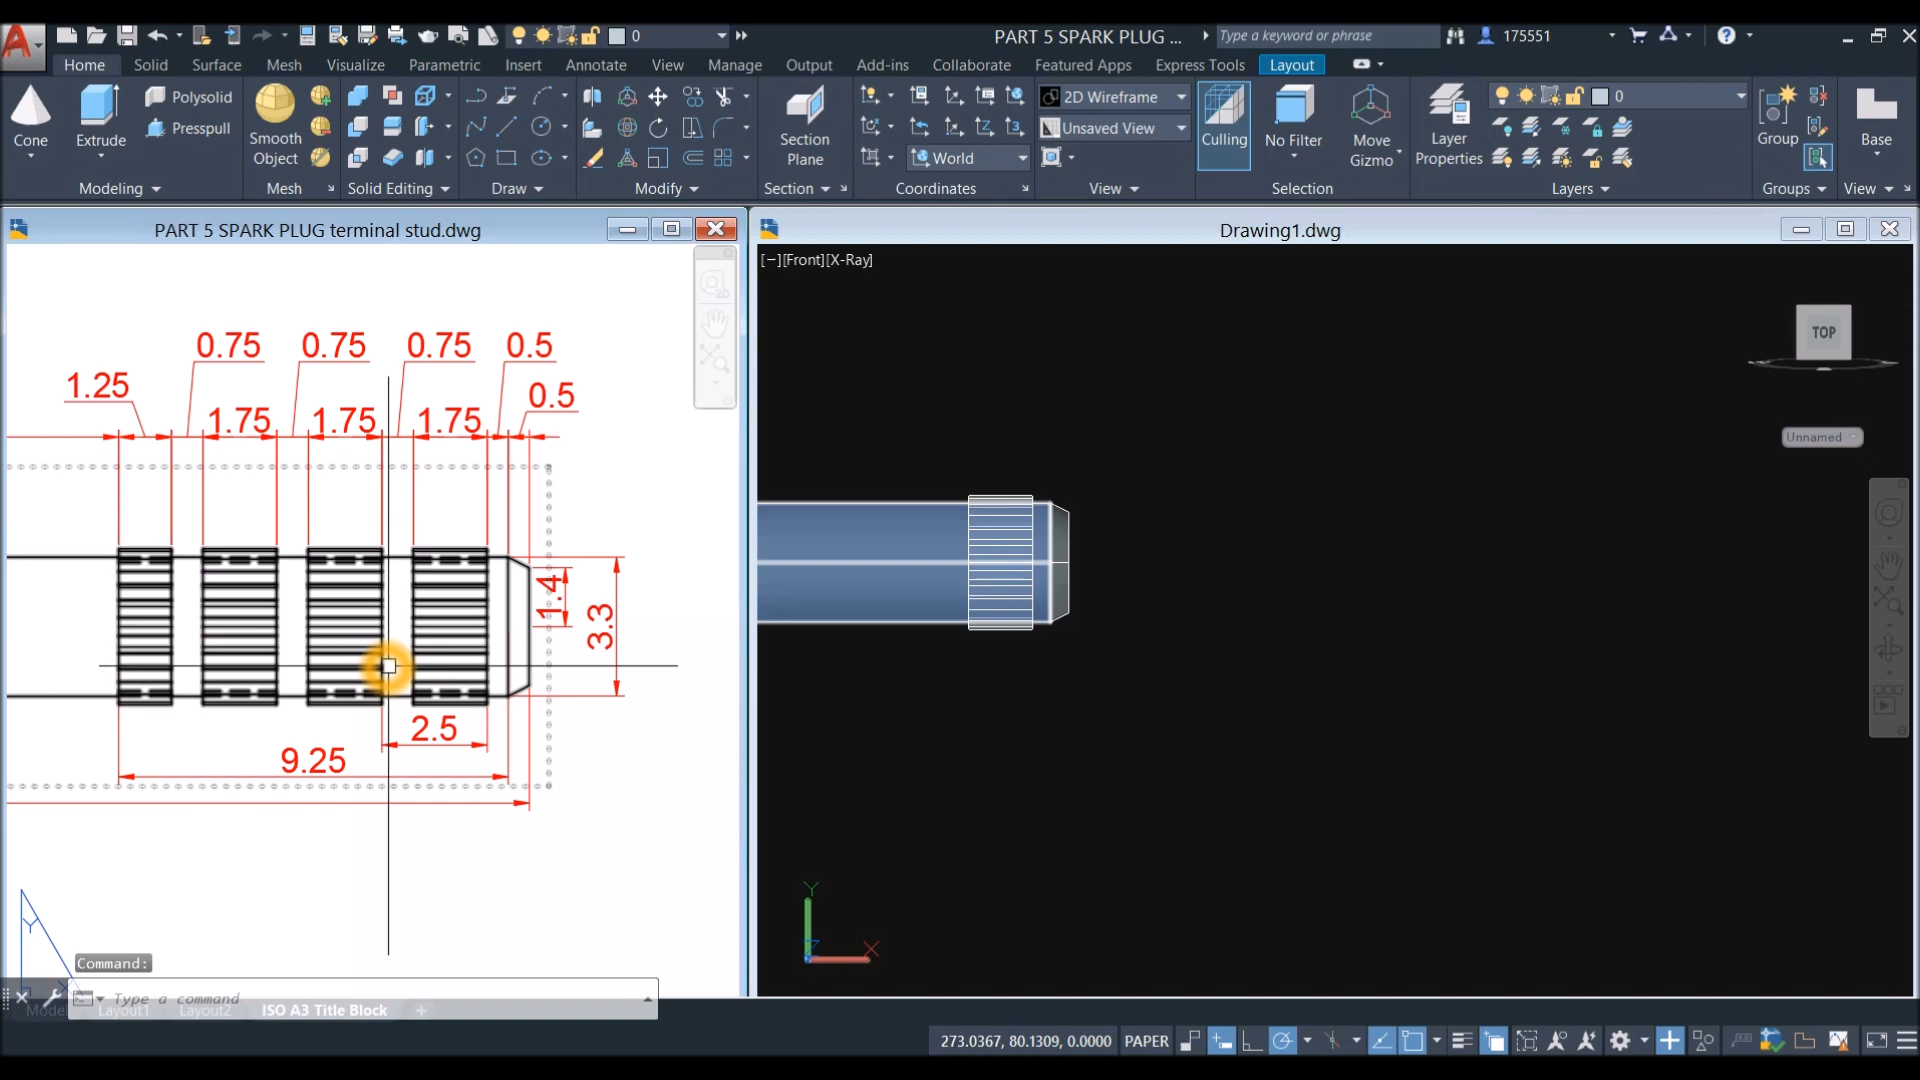 PART 5 SPARK PLUG ...
Type a keyword or phrase
175551
0
Home
Solid
Surface
Mesh
Visualize
Parametric
Insert
Annotate
View
Manage
Output
Add-ins
Collaborate
Featured Apps
Express Tools
Layout
Cone
Extrude
Polysolid
Presspull
Smooth
Object
Section
Plane
World
2D Wireframe
Unsaved View
Culling
No Filter
Move
Gizmo
Layer
Properties
0
Group
Base
Modeling
Mesh
Solid Editing
Draw
Modify
Section
Coordinates
View
Selection
Layers
Groups
View
PART 5 SPARK PLUG terminal stud.dwg
Drawing1.dwg
[−][Front][X-Ray]
TOP
Unnamed
0.75
0.75
0.75
0.5
1.25
0.5
1.75
1.75
1.75
1.4
3.3
2.5
9.25
Y
Y
X
Command:
Type a command
Model
Layout1
Layout2
ISO A3 Title Block
+
273.0367, 80.1309, 0.0000
PAPER